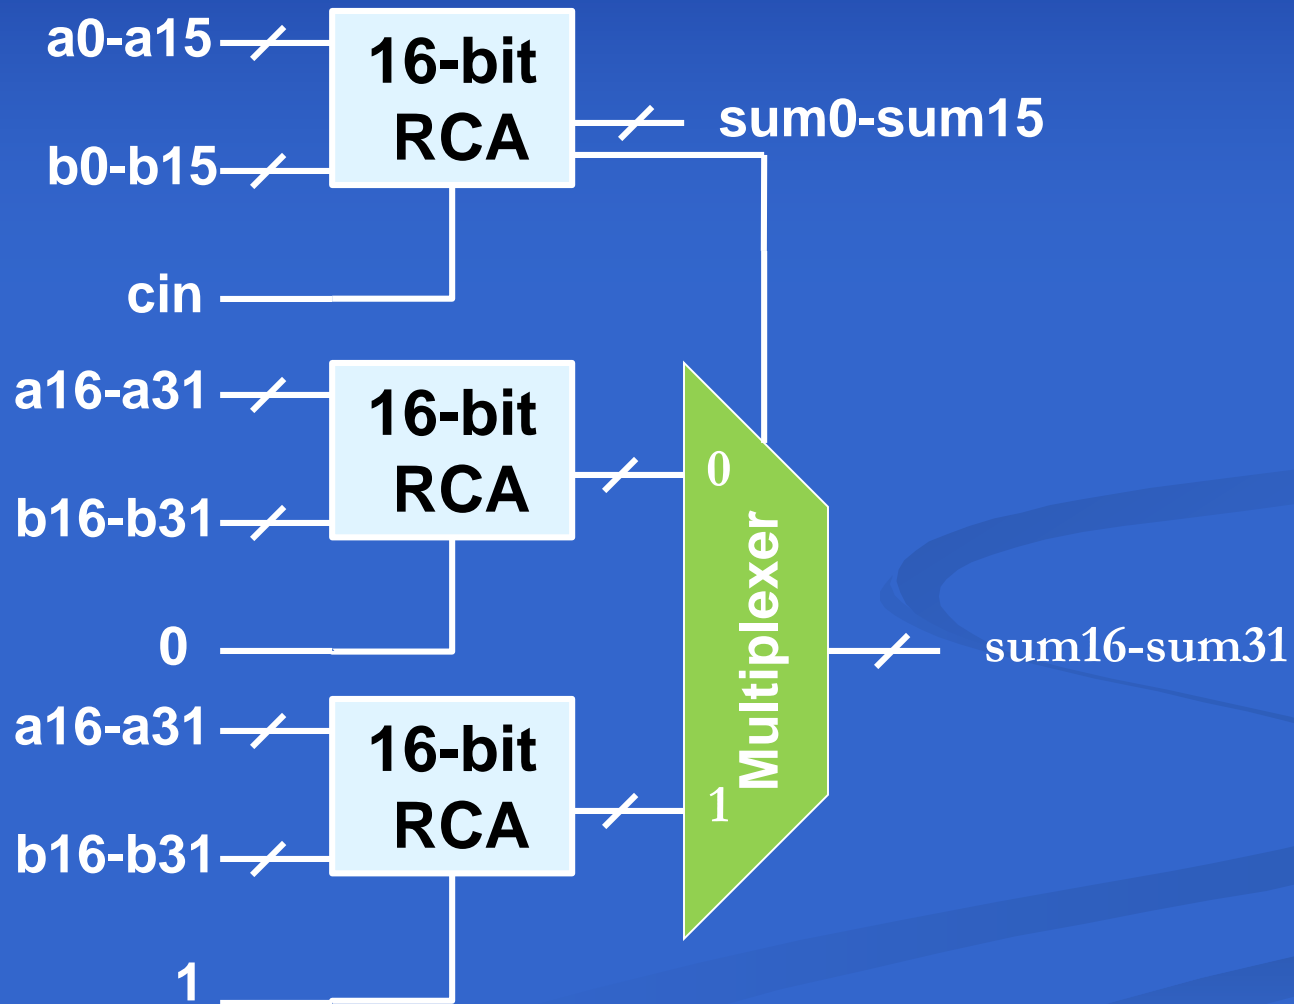 a0-a15
16-bit
RCA
sum0-sum15
b0-b15
cin
a16-a31
16-bit
RCA
0
b16-b31
Multiplexer
0
sum16-sum31
a16-a31
16-bit
RCA
1
b16-b31
1